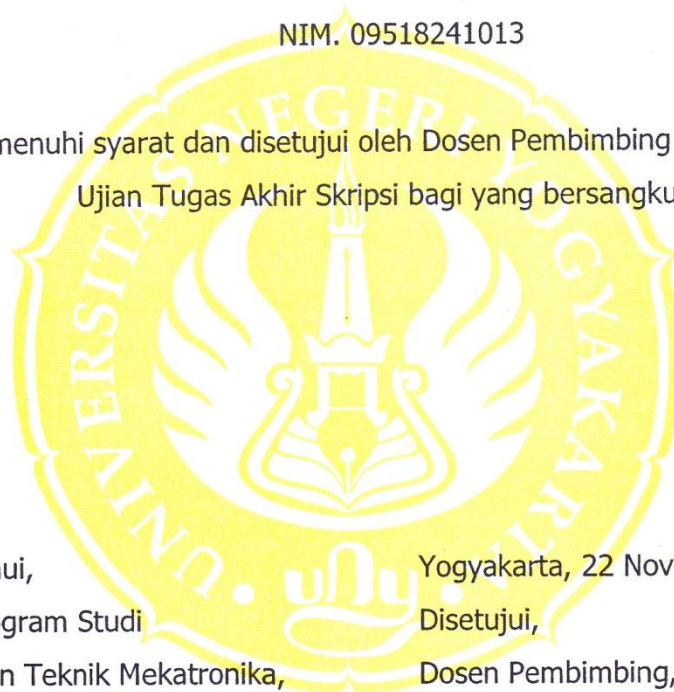 NIM. 09518241013
menuhi syarat dan disetujui oleh Dosen Pembimbing
Ujian Tugas Akhir Skripsi bagi yang bersangku
UNIVERSITAS NEGERI YOGYAKARTA
uny
ui, Yogyakarta, 22 Nov
gram Studi Disetujui,
n Teknik Mekatronika, Dosen Pembimbing,